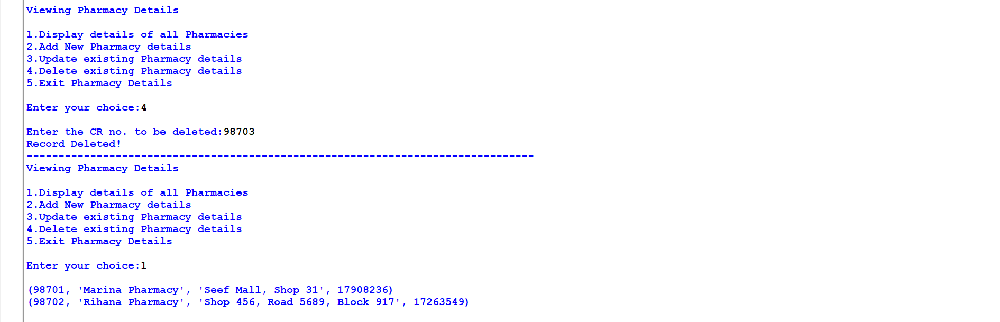 Viewing Pharmacy Details
1.Display details of all Pharmacies
2.Add New Pharmacy details
3.Update existing Pharmacy details
4.Delete existing Pharmacy details
5.Exit Pharmacy Details
Enter your choice:4
Enter the CR no. to be deleted:98703
Record Deleted!
--------------------------------------------------------------------------------
Viewing Pharmacy Details
1.Display details of all Pharmacies
2.Add New Pharmacy details
3.Update existing Pharmacy details
4.Delete existing Pharmacy details
5.Exit Pharmacy Details
Enter your choice:1
(98701, 'Marina Pharmacy', 'Seef Mall, Shop 31', 17908236)
(98702, 'Rihana Pharmacy', 'Shop 456, Road 5689, Block 917', 17263549)